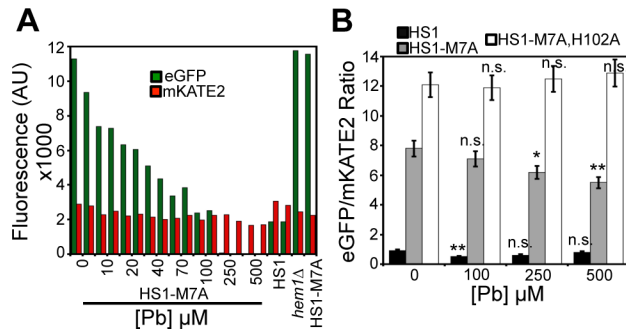 A
Fluorescence (AU)
x1000
12
10
8
6
4
2
0
eGFP
mKATE2
0
10
20
40
70
100
250
500
HS1
hem1Δ
HS1-M7A
HS1-M7A
[Pb] µM
B
HS1
HS1-M7A
HS1-M7A,H102A
eGFP/mKATE2 Ratio
14
12
10
8
6
4
2
0
n.s.
n.s.
n.s
n.s.
*
**
**
n.s.
n.s.
0
100
250
500
[Pb] µM